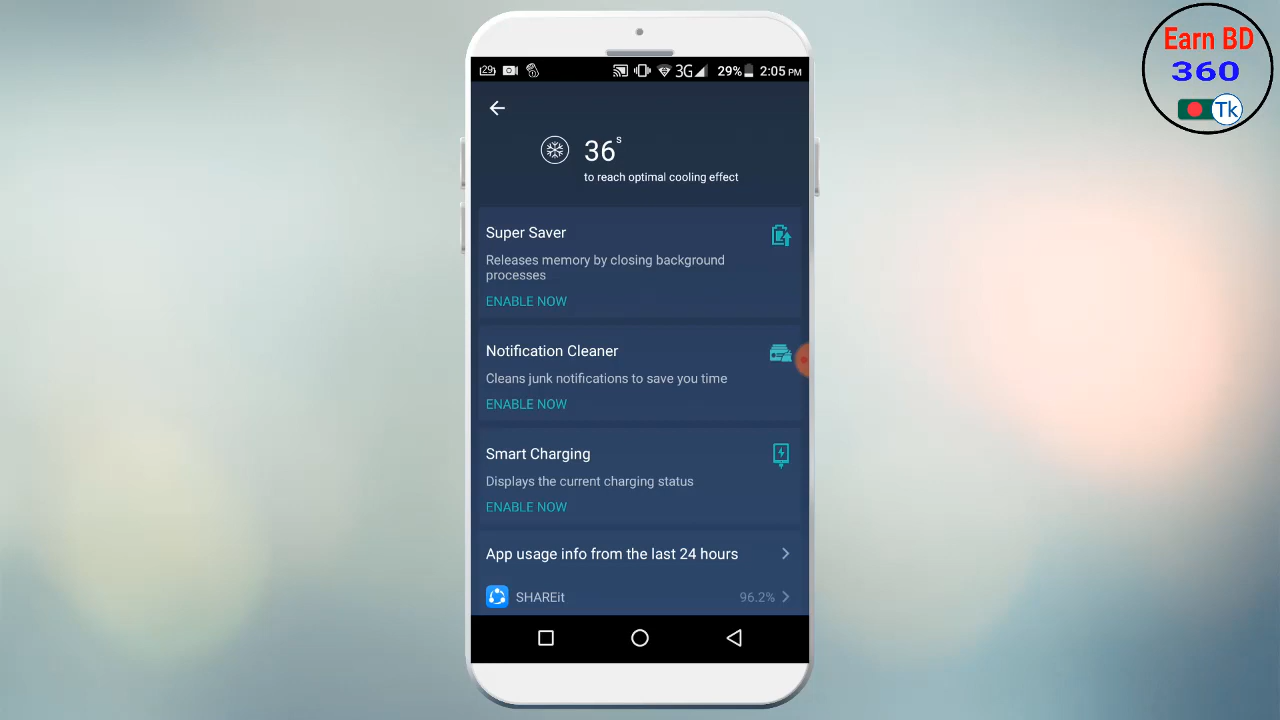 Earn BD
360
Tk
29 3G 29% 2:05 PM
36s
to reach optimal cooling effect
Super Saver
Releases memory by closing background
processes
ENABLE NOW
Notification Cleaner
Cleans junk notifications to save you time
ENABLE NOW
Smart Charging
Displays the current charging status
ENABLE NOW
App usage info from the last 24 hours
SHAREit 96.2%